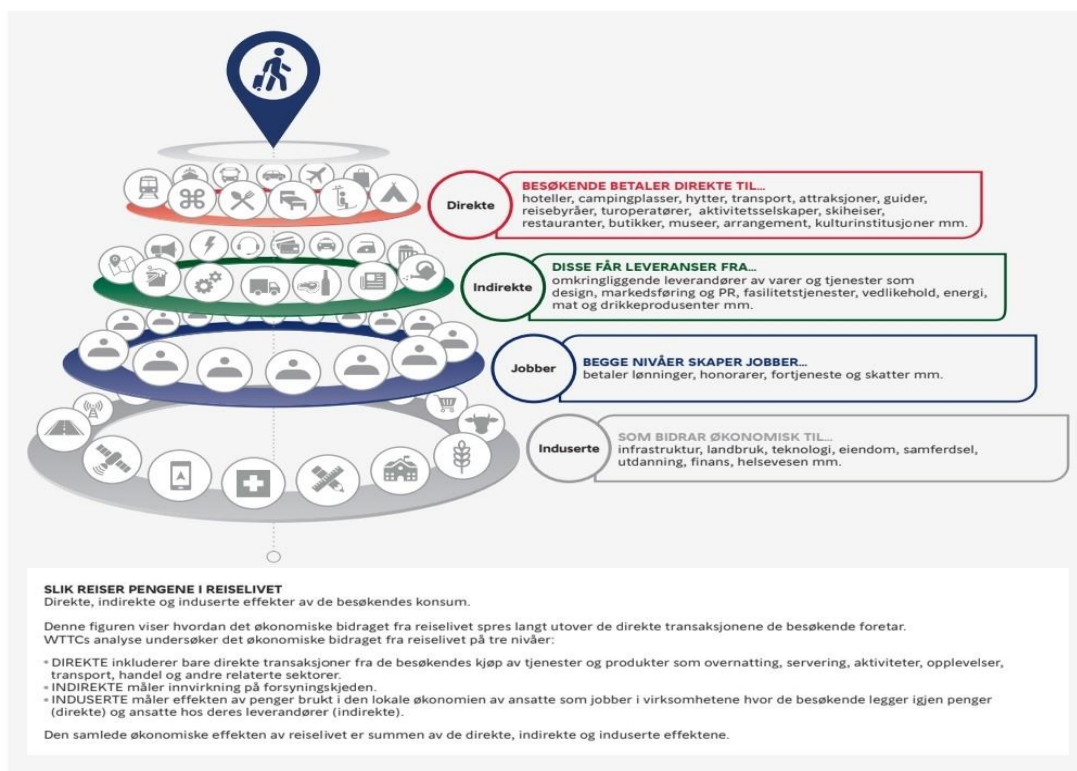 Direkte
BESØKENDE BETALER DIREKTE TIL...
hoteller, campingplasser, hytter, transport, attraksjoner, guider,
reisebyråer, turoperatører, aktivitetsselskaper, skiheiser,
restauranter, butikker, museer, arrangement, kulturinstitusjoner mm.
Indirekte
DISSE FÅR LEVERANSER FRA...
omkringliggende leverandører av varer og tjenester som
design, markedsføring og PR, fasilitetstjenester, vedlikehold, energi,
mat og drikkeprodusenter mm.
Jobber
BEGGE NIVÅER SKAPER JOBBER...
betaler lønninger, honorarer, fortjeneste og skatter mm.
Induserte
SOM BIDRAR ØKONOMISK TIL...
infrastruktur, landbruk, teknologi, eiendom, samferdsel,
utdanning, finans, helsevesen mm.
SLIK REISER PENGENE I REISELIVET
Direkte, indirekte og induserte effekter av de besøkendes konsum.
Denne figuren viser hvordan det økonomiske bidraget fra reiselivet spres langt utover de direkte transaksjonene de besøkende foretar.
WTTCs analyse undersøker det økonomiske bidraget fra reiselivet på tre nivåer:
• DIREKTE inkluderer bare direkte transaksjoner fra de besøkendes kjøp av tjenester og produkter som overnatting, servering, aktiviteter, opplevelser,
transport, handel og andre relaterte sektorer.
• INDIREKTE måler innvirkning på forsyningskjeden.
• INDUSERTE måler effekten av penger brukt i den lokale økonomien av ansatte som jobber i virksomhetene hvor de besøkende legger igjen penger
(direkte) og ansatte hos deres leverandører (indirekte).
Den samlede økonomiske effekten av reiselivet er summen av de direkte, indirekte og induserte effektene.